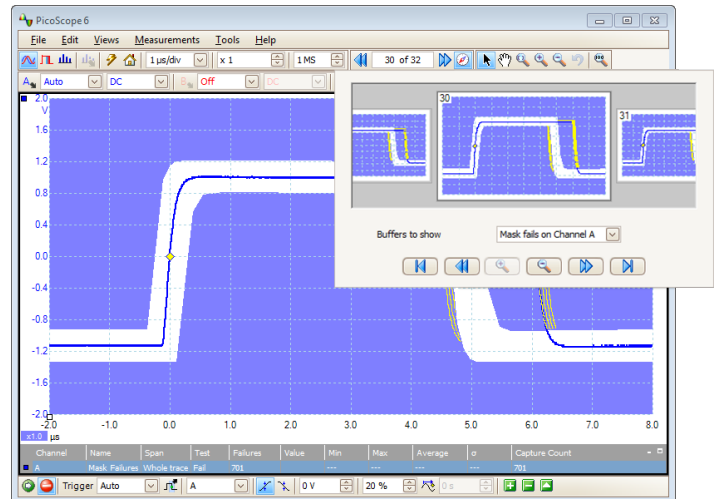 PicoScope 6
File Edit Views Measurements Tools Help
1 µs/div x 1 1 MS 30 of 32
A Auto DC B Off DC
2.0
V
1.6
1.2
0.8
0.4
0.0
-0.4
-0.8
-1.2
-1.6
-2.0
-2.0 -1.0 0.0 1.0 2.0 3.0 4.0 5.0 6.0 7.0 8.0
x1.0 µs
30
31
Buffers to show Mask fails on Channel A
Channel Name Span Test Failures Value Min Max Average σ Capture Count
A Mask Failures Whole trace Fail 701 --- --- --- --- 701
Trigger Auto A 0 V 20 % 0 s